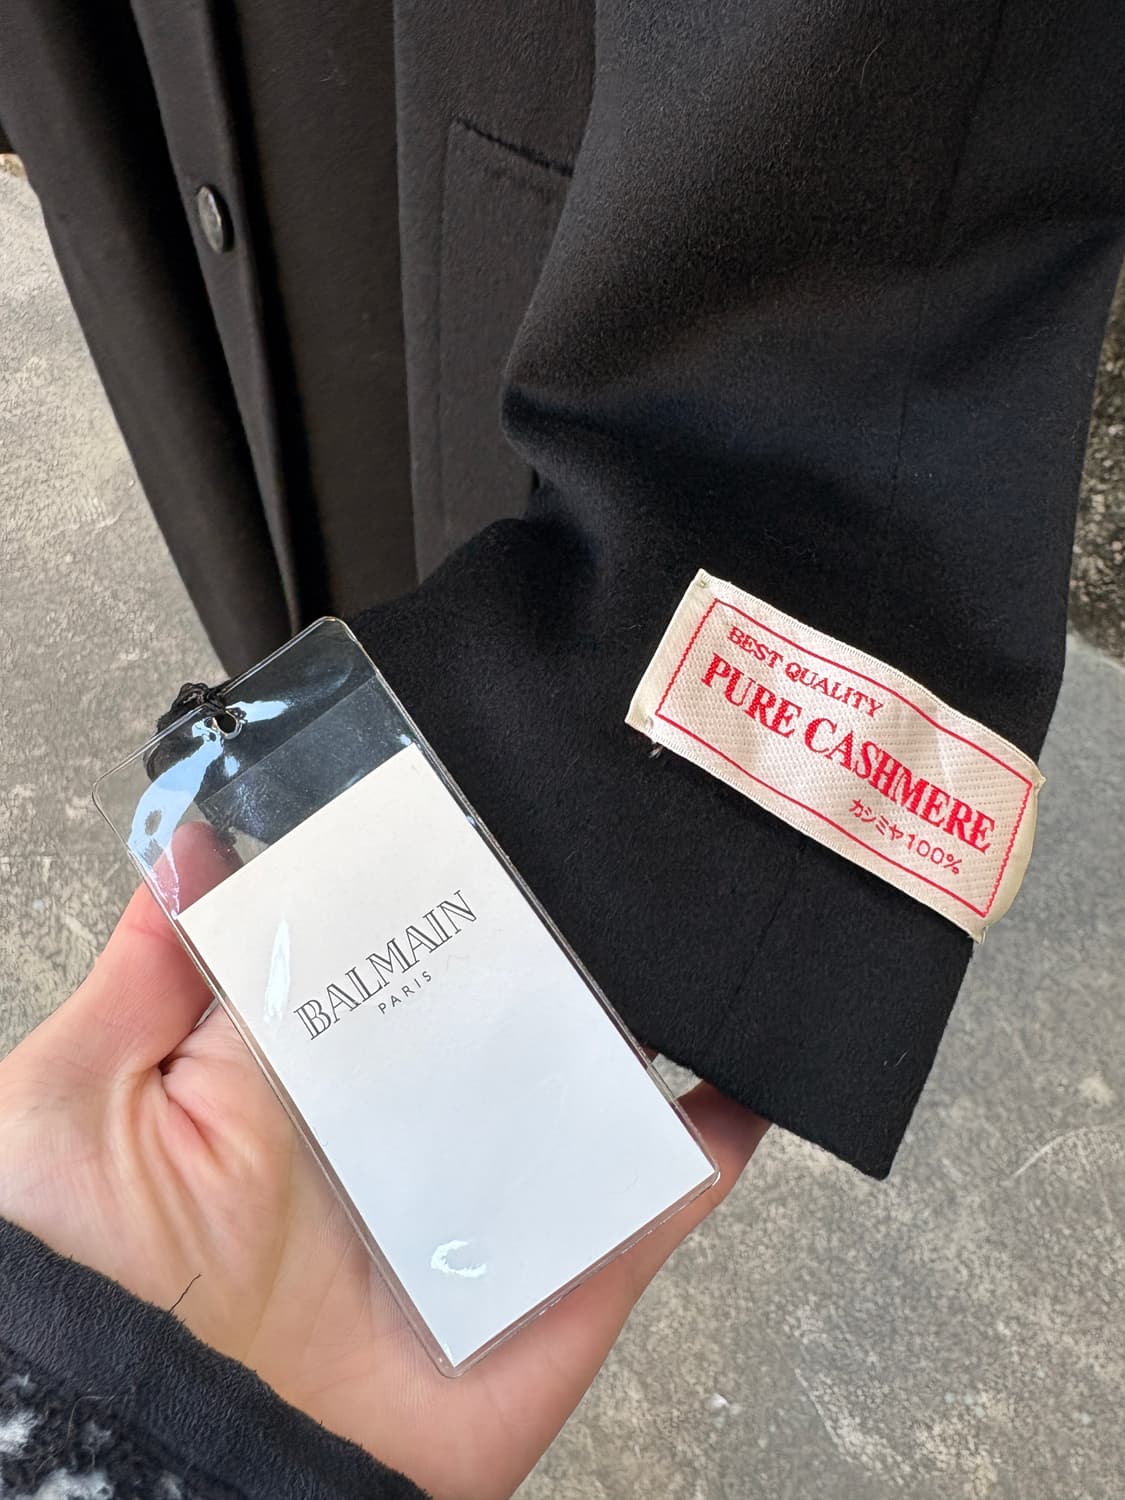 BEST QUALITY
PURE CASHMERE
カシミヤ100%
BALMAIN
PARIS